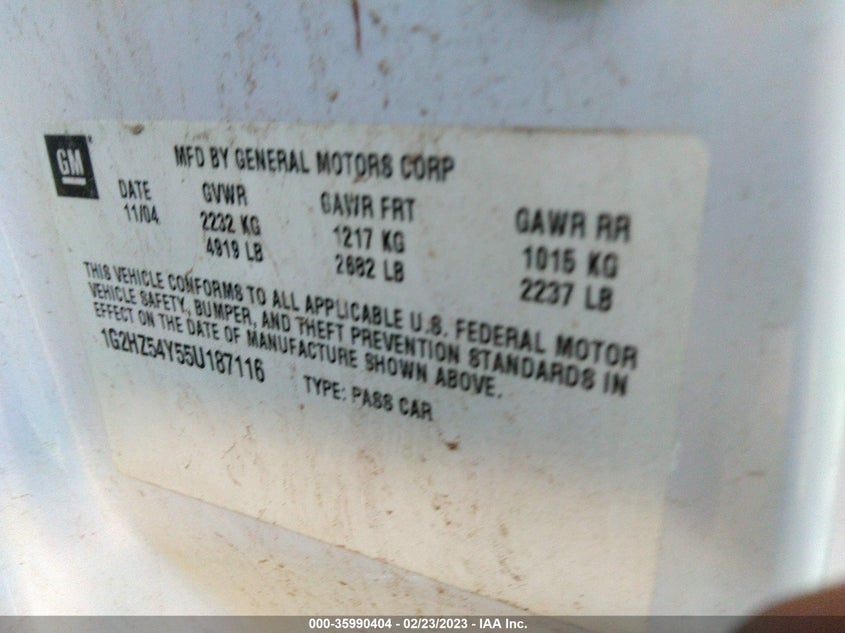 GM
MFD BY GENERAL MOTORS CORP
DATE GVWR GAWR FRT GAWR RR
11/04 2232 KG 1217 KG 1015 KG
4919 LB 2682 LB 2237 LB
THIS VEHICLE CONFORMS TO ALL APPLICABLE U.S. FEDERAL MOTOR
VEHICLE SAFETY, BUMPER, AND THEFT PREVENTION STANDARDS IN
EFFECT ON THE DATE OF MANUFACTURE SHOWN ABOVE.
1G2HZ54Y55U187116 TYPE: PASS CAR
000-35990404 - 02/23/2023 - IAA Inc.